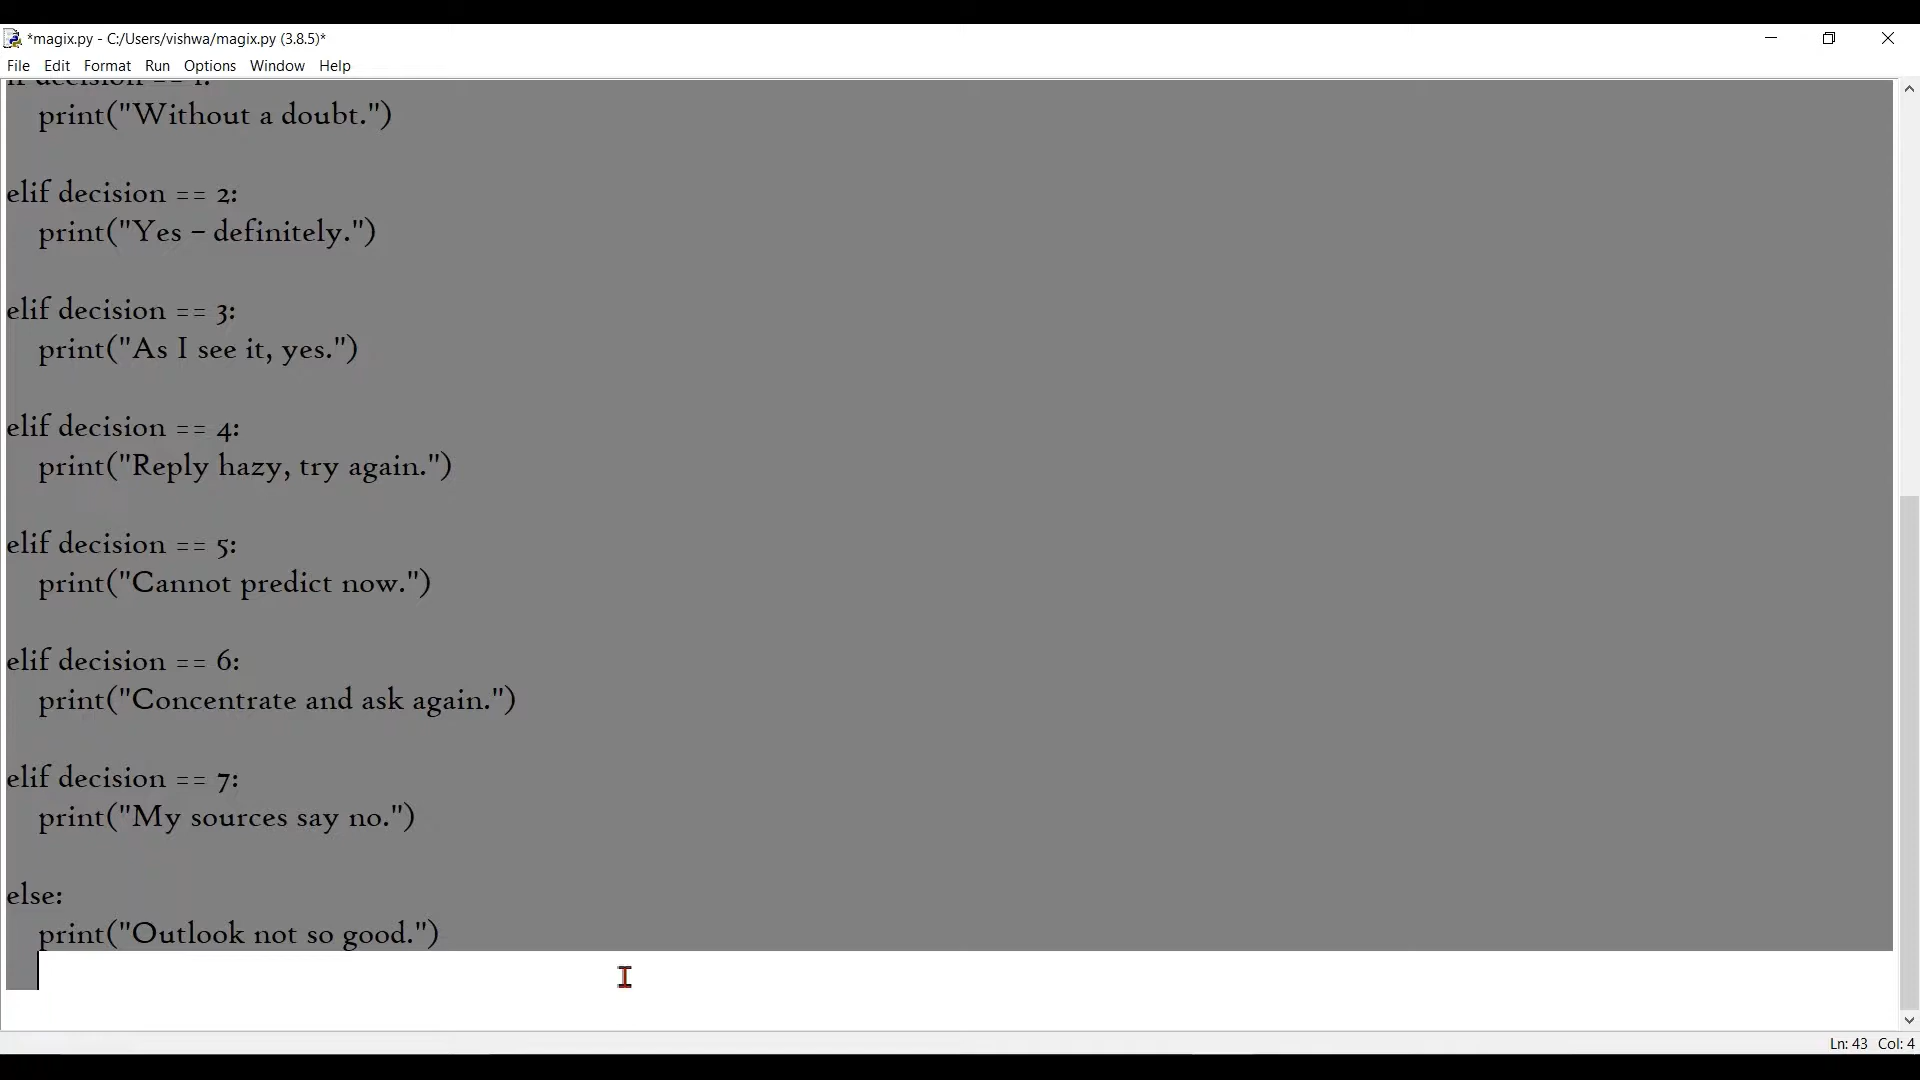 *magix.py - C:/Users/vishwa/magix.py (3.8.5)*
File Edit Format Run Options Window Help
if decision == 1:
print("Without a doubt.")
elif decision == 2:
print("Yes - definitely.")
elif decision == 3:
print("As I see it, yes.")
elif decision == 4:
print("Reply hazy, try again.")
elif decision == 5:
print("Cannot predict now.")
elif decision == 6:
print("Concentrate and ask again.")
elif decision == 7:
print("My sources say no.")
else:
print("Outlook not so good.")
Ln: 43 Col: 4